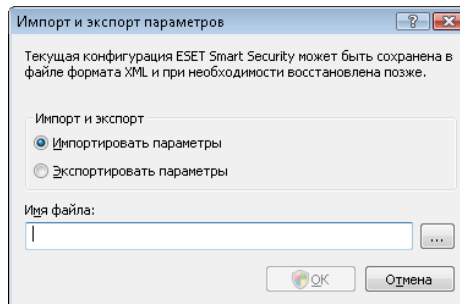 Импорт и экспорт параметров
Текущая конфигурация ESET Smart Security может быть сохранена в
файле формата XML и при необходимости восстановлена позже.
Импорт и экспорт
Импортировать параметры
Экспортировать параметры
Имя файла:
...
OK
Отмена